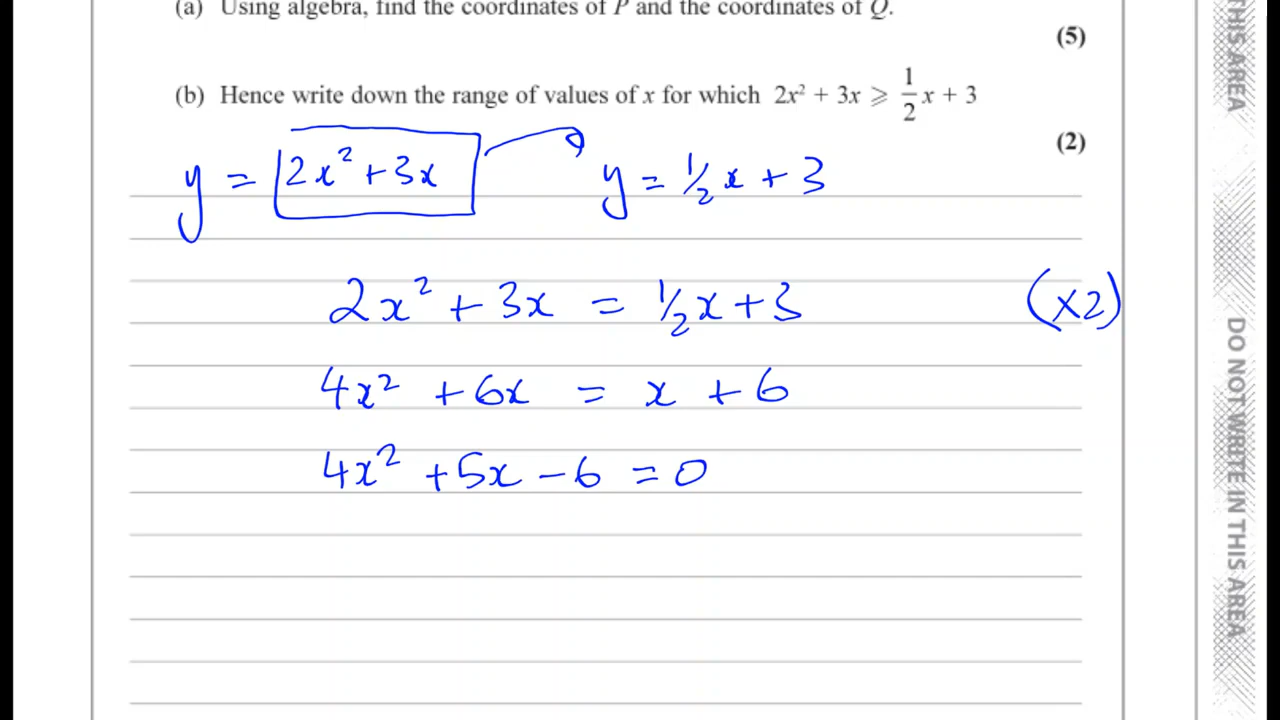 (a) Using algebra, find the coordinates of P and the coordinates of Q.
(5)
(b) Hence write down the range of values of x for which 2x² + 3x ⩾ 1/2 x + 3
(2)
y = 2x² + 3x y = ½x + 3
2x² + 3x = ½x + 3 (×2)
4x² + 6x = x + 6
4x² + 5x - 6 = 0
THIS AREA
DO NOT WRITE IN THIS AREA